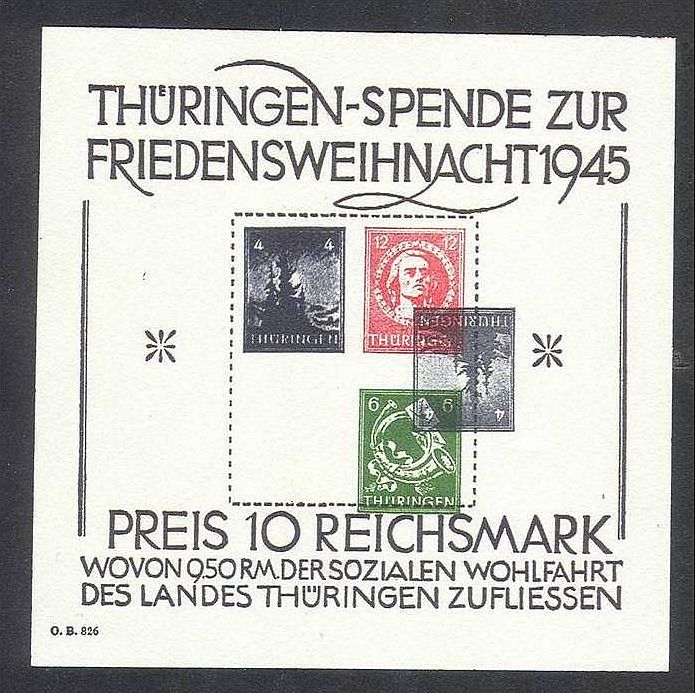 THÜRINGEN-SPENDE ZUR
FRIEDENSWEIHNACHT 1945
4 4
THÜRINGEN
12 12
THÜRINGEN
THÜRINGEN
4 4
6 6
THÜRINGEN
PREIS 10 REICHSMARK
WOVON 9.50 RM. DER SOZIALEN WOHLFAHRT
DES LANDES THÜRINGEN ZUFLIESSEN
O. B. 826